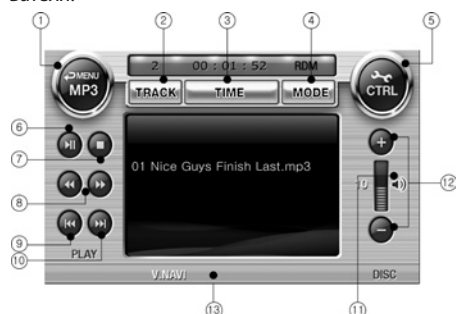 ① ② ③ ④ ⑤
MENU
MP3
2 00 : 01 : 52 RDM
TRACK TIME MODE
CTRL
⑥
⑦
01 Nice Guys Finish Last.mp3
⑧
10
⑫
⑨
⑩
PLAY
V.NAVI DISC
⑬ ⑪